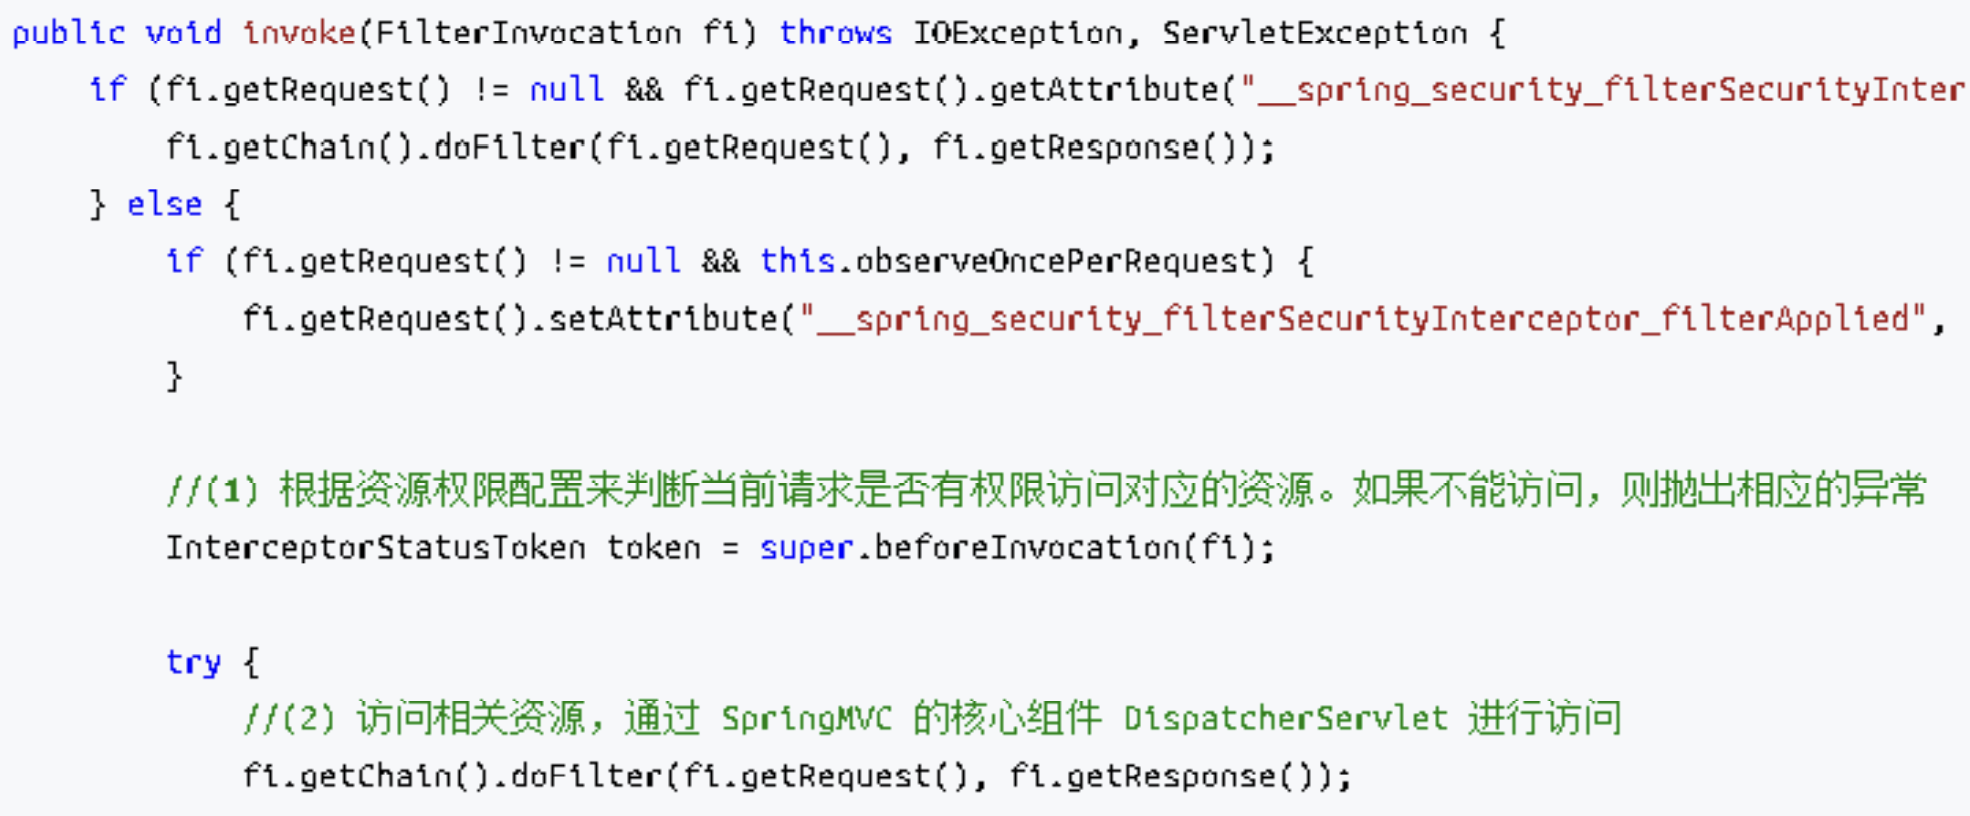 public void invoke(FilterInvocation fi) throws IOException, ServletException {
if (fi.getRequest() != null && fi.getRequest().getAttribute("__spring_security_filterSecurityInter
fi.getChain().doFilter(fi.getRequest(), fi.getResponse());
} else {
if (fi.getRequest() != null && this.observeOncePerRequest) {
fi.getRequest().setAttribute("__spring_security_filterSecurityInterceptor_filterApplied",
}
//(1) 根据资源权限配置来判断当前请求是否有权限访问对应的资源。如果不能访问，则抛出相应的异常
InterceptorStatusToken token = super.beforeInvocation(fi);
try {
//(2) 访问相关资源，通过 SpringMVC 的核心组件 DispatcherServlet 进行访问
fi.getChain().doFilter(fi.getRequest(), fi.getResponse());